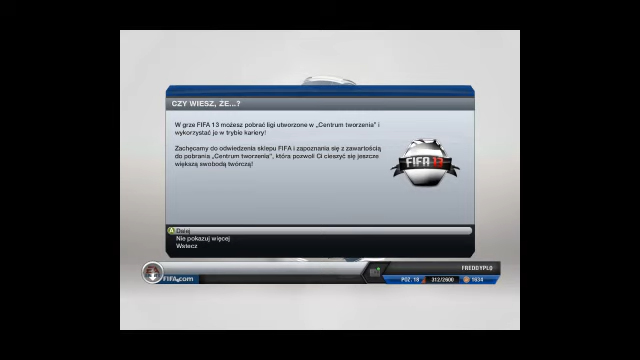 CZY WIESZ, ŻE...?
W grze FIFA 13 możesz pobrać ligi utworzone w „Centrum tworzenia” i
wykorzystać je w trybie kariery!
Zachęcamy do odwiedzenia sklepu FIFA i zapoznania się z zawartością
do pobrania „Centrum tworzenia”, która pozwoli Ci cieszyć się jeszcze
większą swobodą twórczą!
FIFA 13
A Dalej
Nie pokazuj więcej
Wstecz
FREDDYPLO
FIFA.com
POZ. 18
312/2600
1634